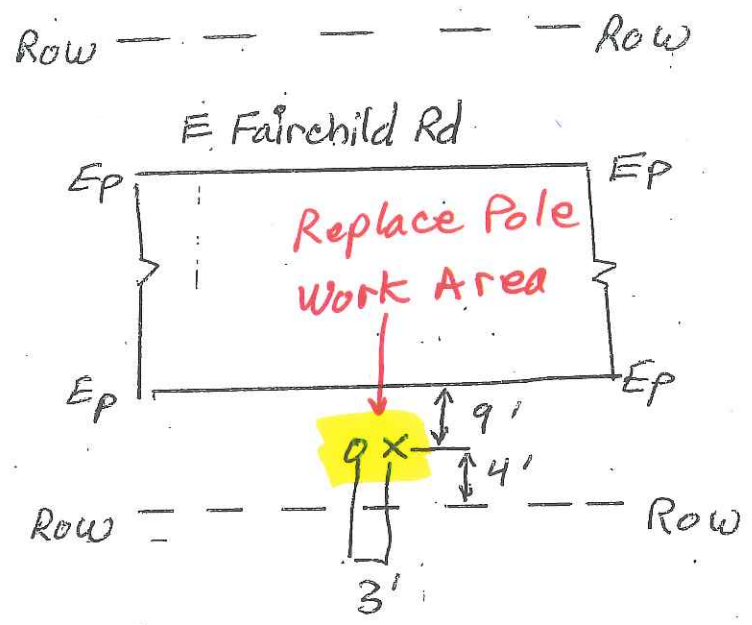 Row Row
E Fairchild Rd
Ep Ep
Replace Pole
Work Area
Ep Ep
9'
4'
Row Row
3'